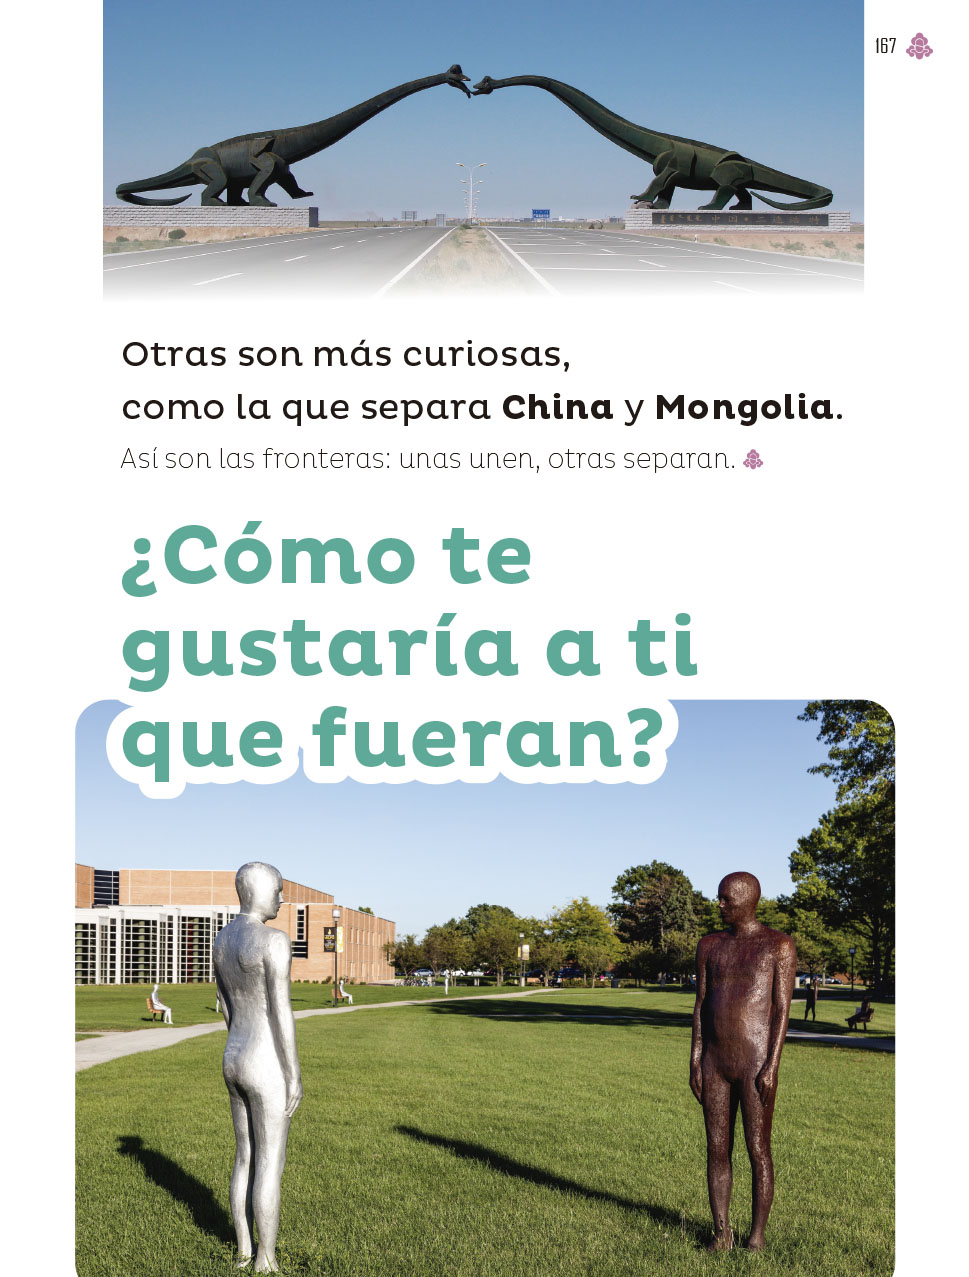 167
Otras son más curiosas,
como la que separa China y Mongolia.
Así son las fronteras: unas unen, otras separan.
¿Cómo te
gustaría a ti
que fueran?